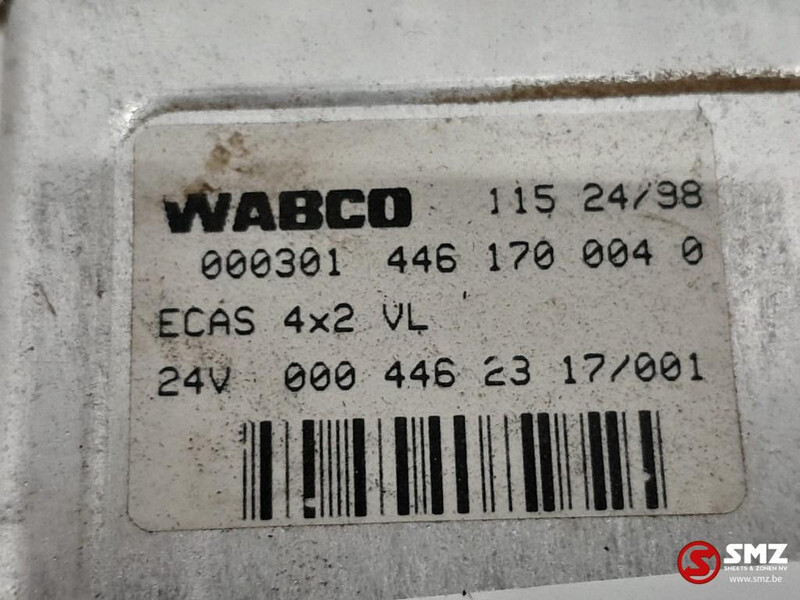 WABCO 115 24/98
000301 446 170 004 0
ECAS 4x2 VL
24V 000 446 23 17/001
SMZ
SMEETS & ZONEN NV
www.smz.be